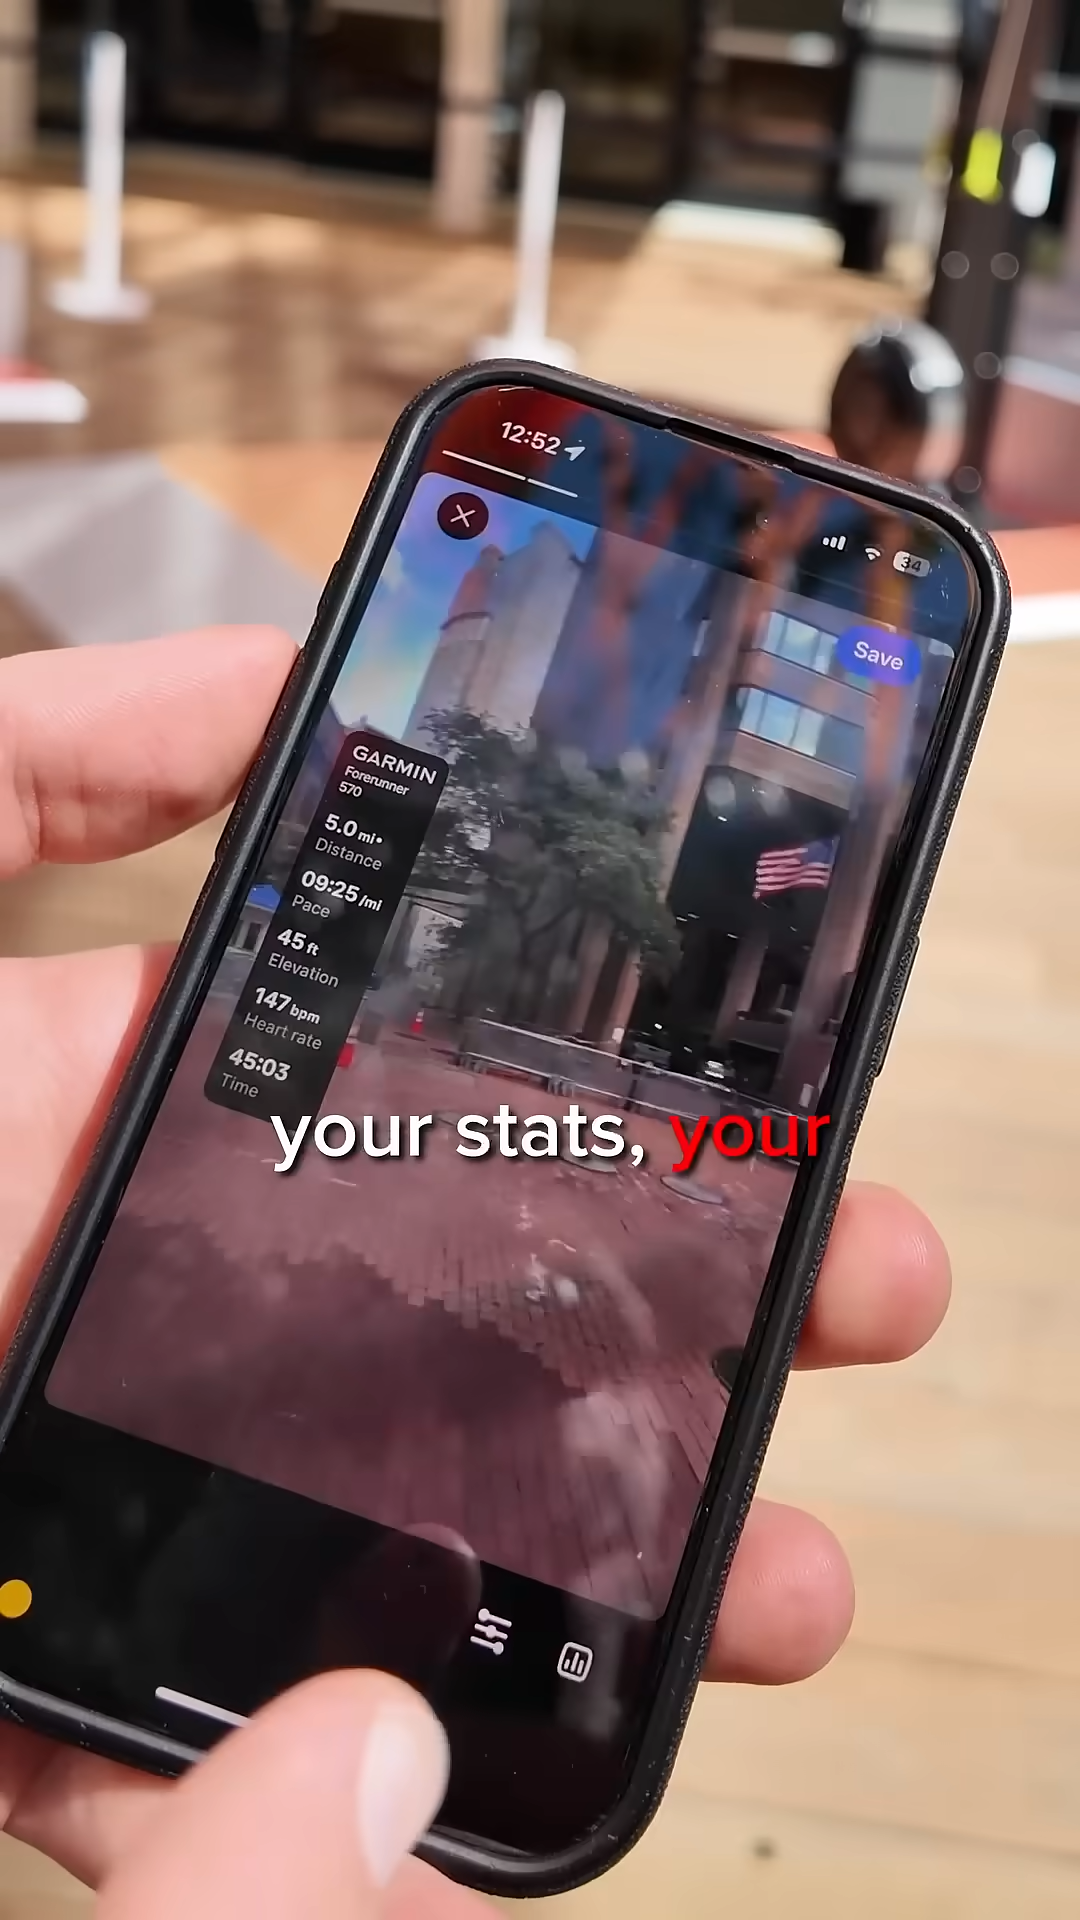 12:52
34
Save
GARMIN
Forerunner
570
5.0 mi
Distance
09:25 /mi
Pace
45 ft
Elevation
147 bpm
Heart rate
45:03
Time
your stats, your